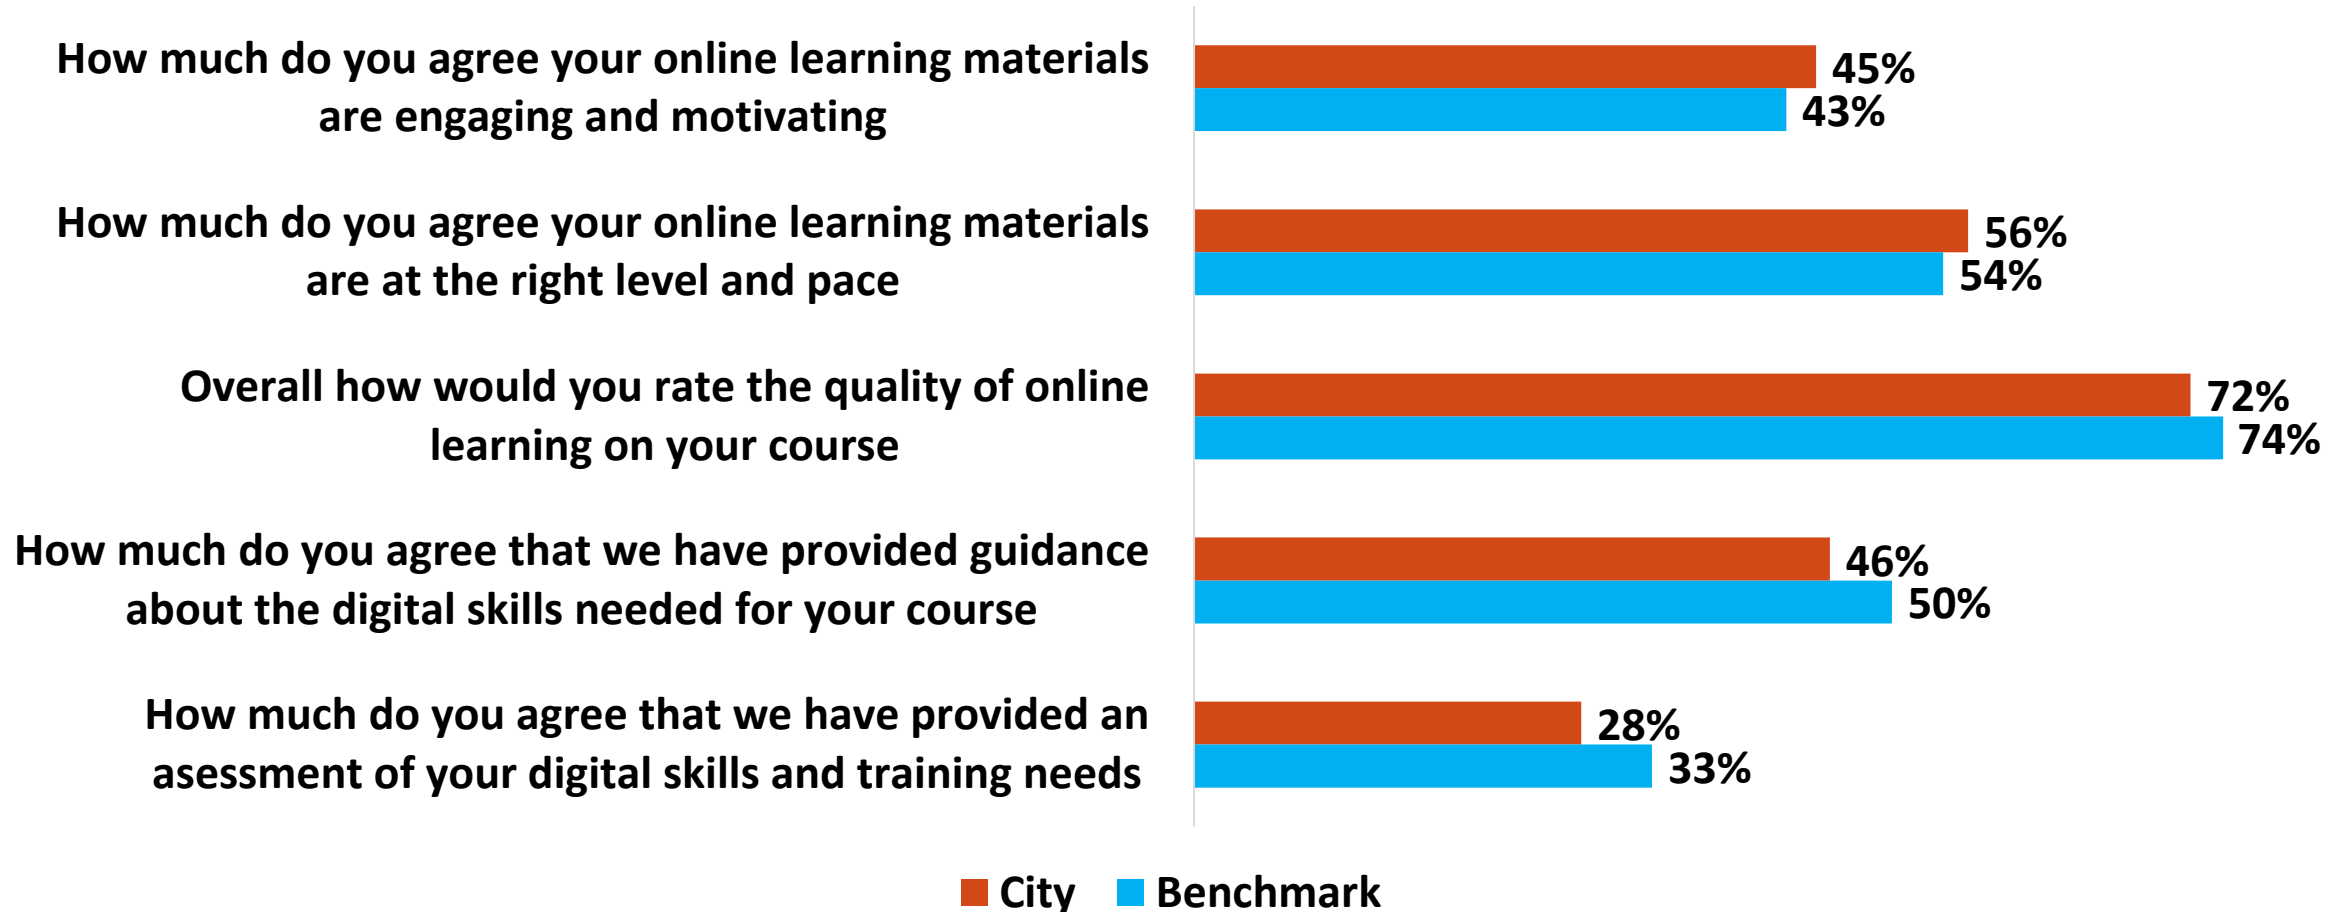 How much do you agree your online learning materials
are engaging and motivating
45%
43%
How much do you agree your online learning materials
are at the right level and pace
56%
54%
Overall how would you rate the quality of online
learning on your course
72%
74%
How much do you agree that we have provided guidance
about the digital skills needed for your course
46%
50%
How much do you agree that we have provided an
asessment of your digital skills and training needs
28%
33%
City
Benchmark